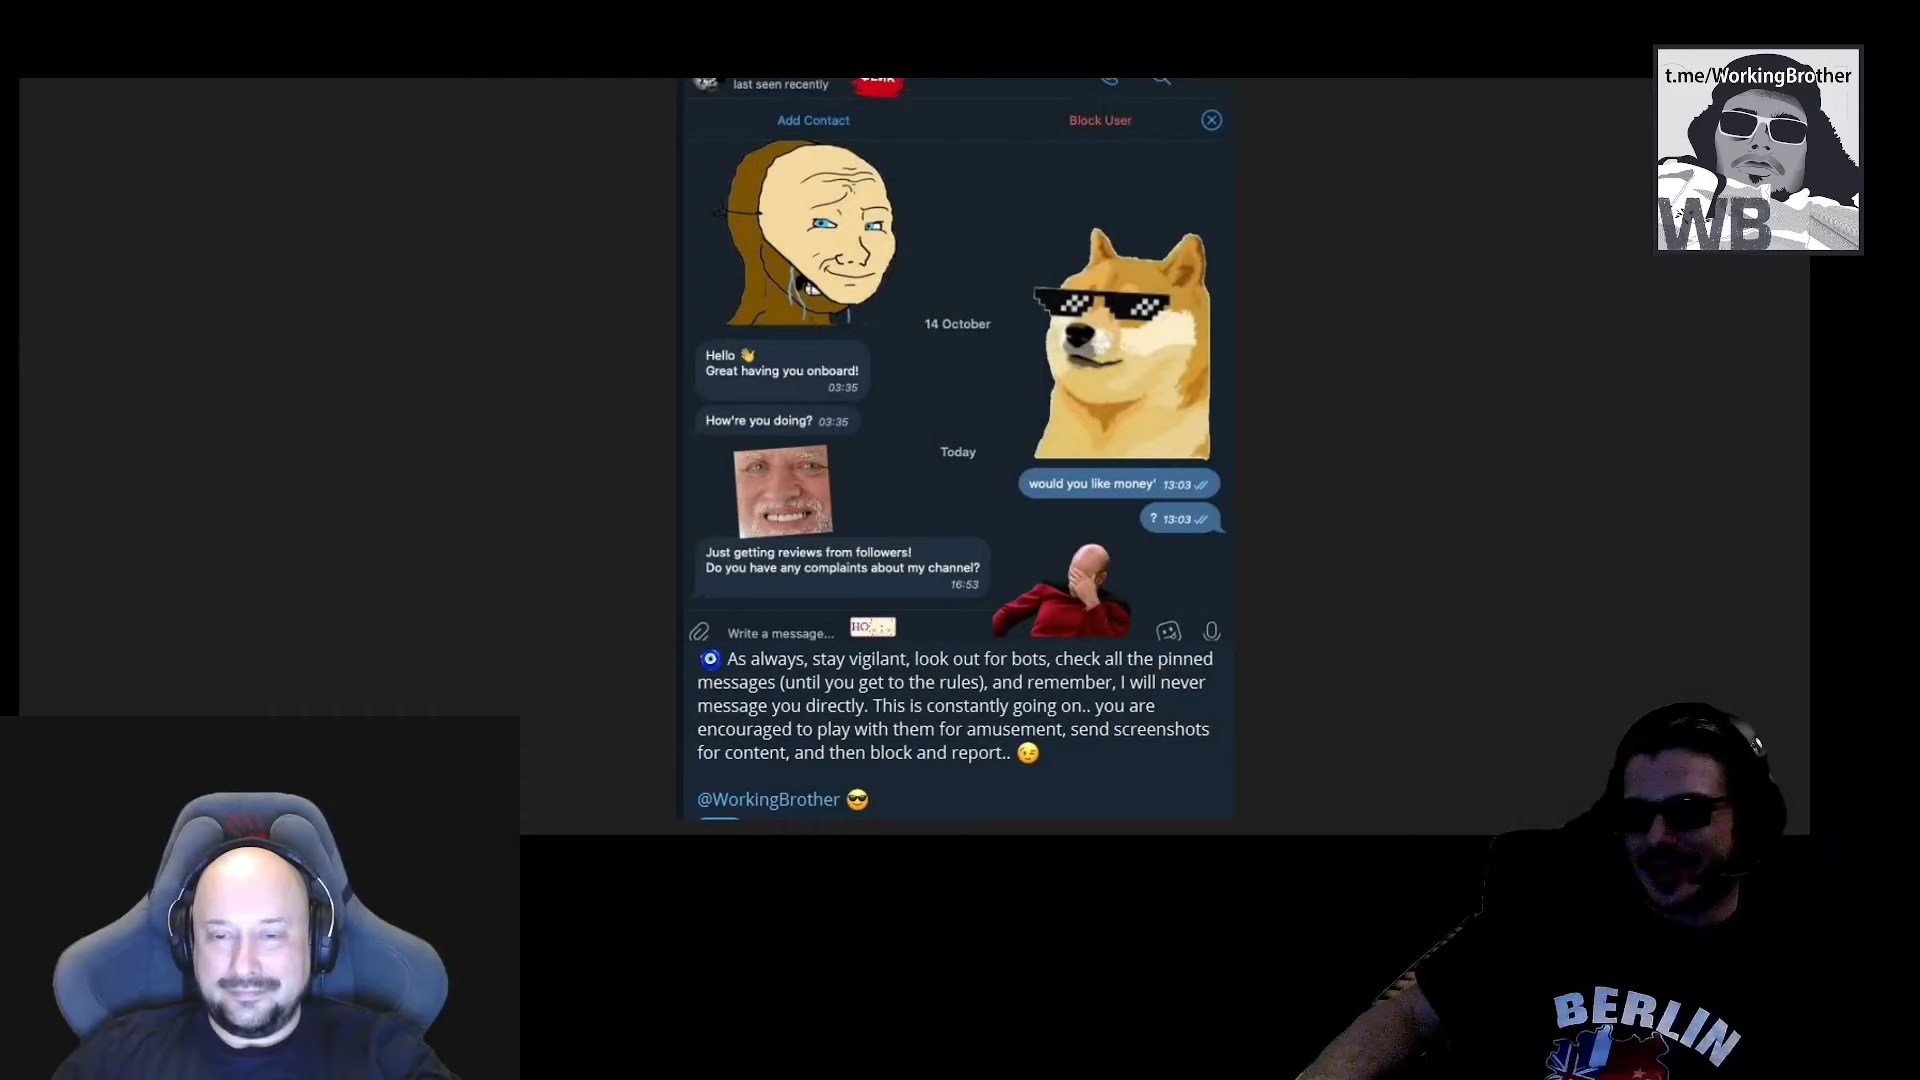 t.me/WorkingBrother
WB
last seen recently
Add Contact
Block User
14 October
Hello 👋
Great having you onboard!
03:35
How're you doing? 03:35
Today
would you like money' 13:03
? 13:03
Just getting reviews from followers!
Do you have any complaints about my channel?
16:53
Write a message...
HO
🧿 As always, stay vigilant, look out for bots, check all the pinned
messages (until you get to the rules), and remember, I will never
message you directly. This is constantly going on.. you are
encouraged to play with them for amusement, send screenshots
for content, and then block and report.. 😉
@WorkingBrother 😎
BERLIN